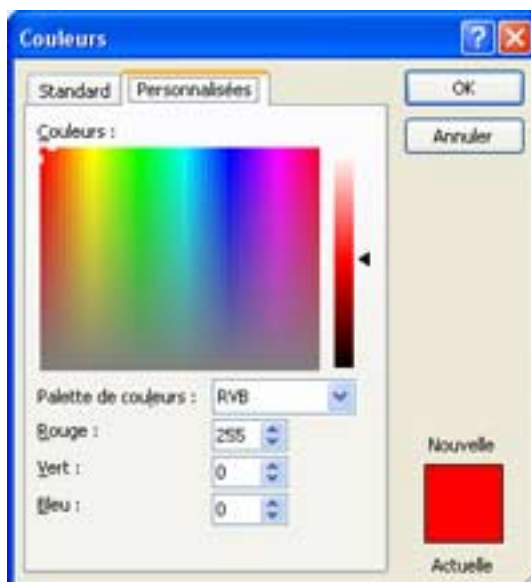 Couleurs
Standard Personnalisées
OK
Annuler
Couleurs :
Palette de couleurs : RVB
Rouge : 255
Vert : 0
Bleu : 0
Nouvelle
Actuelle